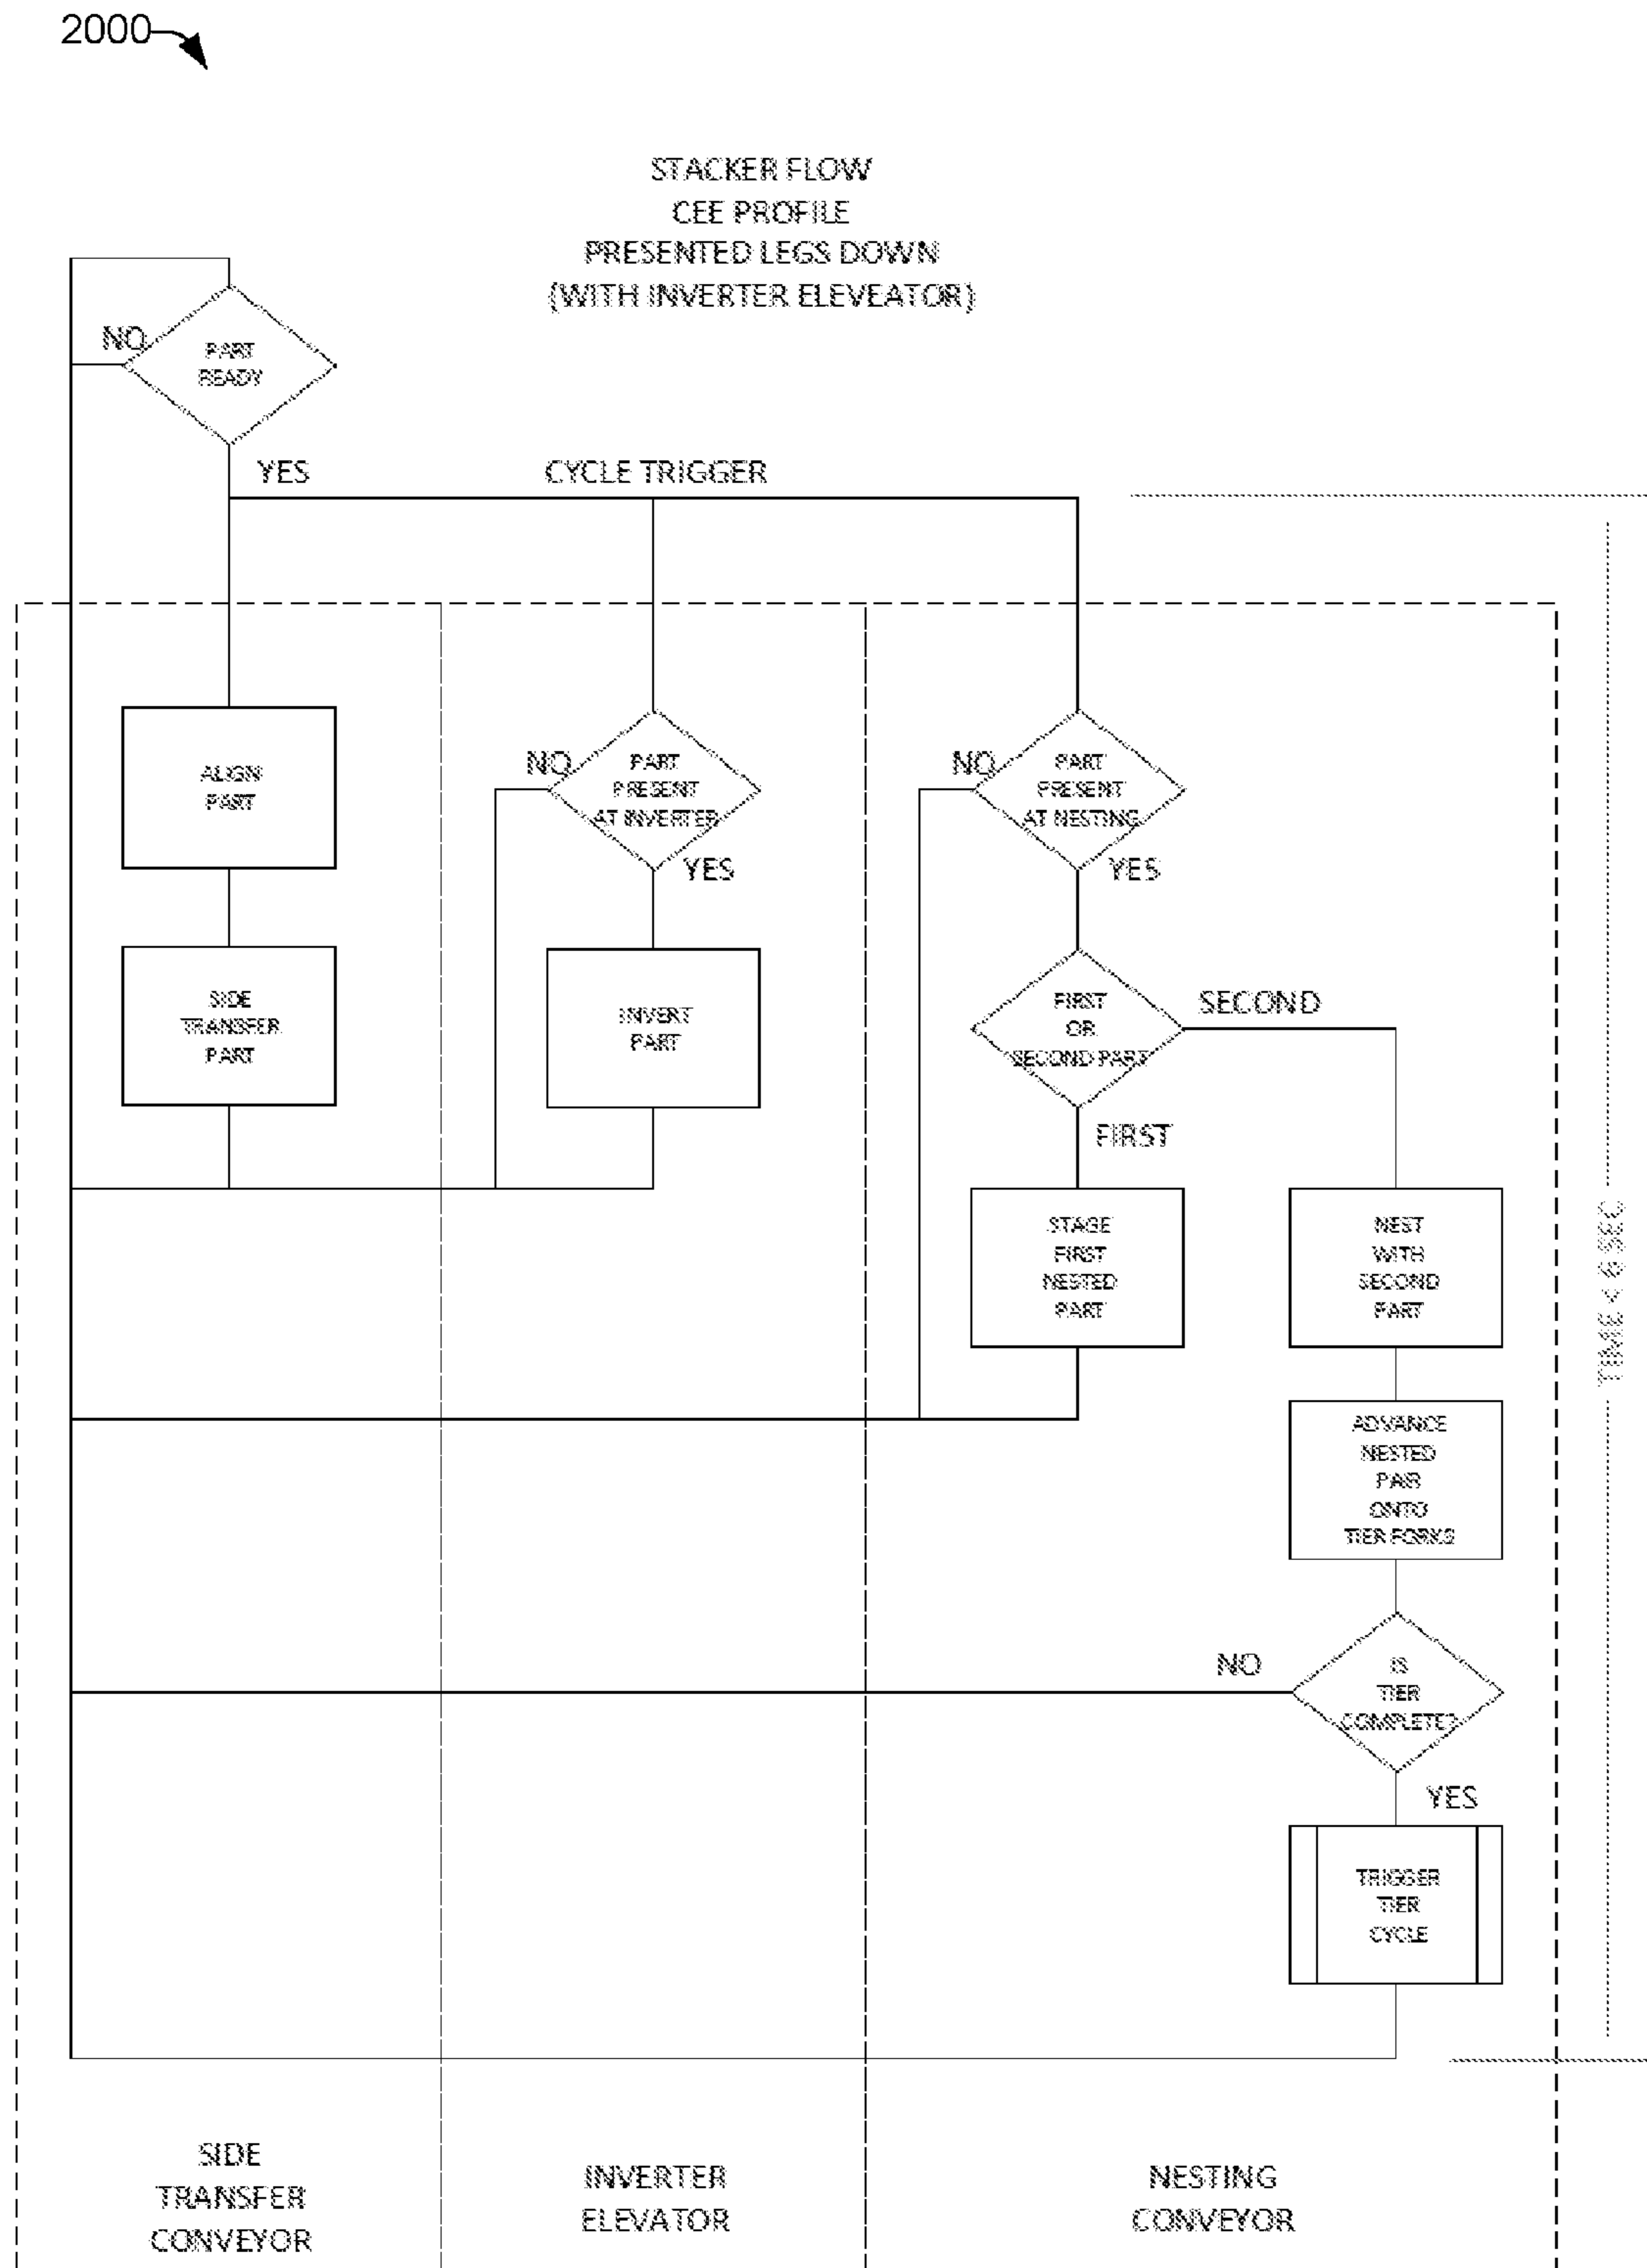 2000
STACKER FLOW
CEE PROFILE
PRESENTED LEGS DOWN
(WITH INVERTER ELEVEATOR)
NO
PART
READY
YES
CYCLE TRIGGER
ALIGN
PART
SIDE
TRANSFER
PART
NO
PART
PRESENT
AT INVERTER
YES
INVERT
PART
NO
PART
PRESENT
AT NESTING
YES
FIRST
OR
SECOND PART
SECOND
FIRST
STAGE
FIRST
NESTED
PART
NEST
WITH
SECOND
PART
ADVANCE
NESTED
PAIR
ONTO
TIER FORKS
NO
IS
TIER
COMPLETE?
YES
TRIGGER
TIER
CYCLE
TIME < 6 SEC
SIDE
TRANSFER
CONVEYOR
INVERTER
ELEVATOR
NESTING
CONVEYOR